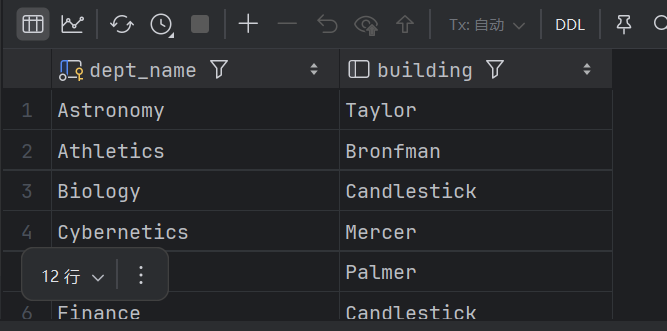 Tx: 自动 DDL
dept_name building
1 Astronomy Taylor
2 Athletics Bronfman
3 Biology Candlestick
4 Cybernetics Mercer
12 行 Palmer
6 Finance Candlestick